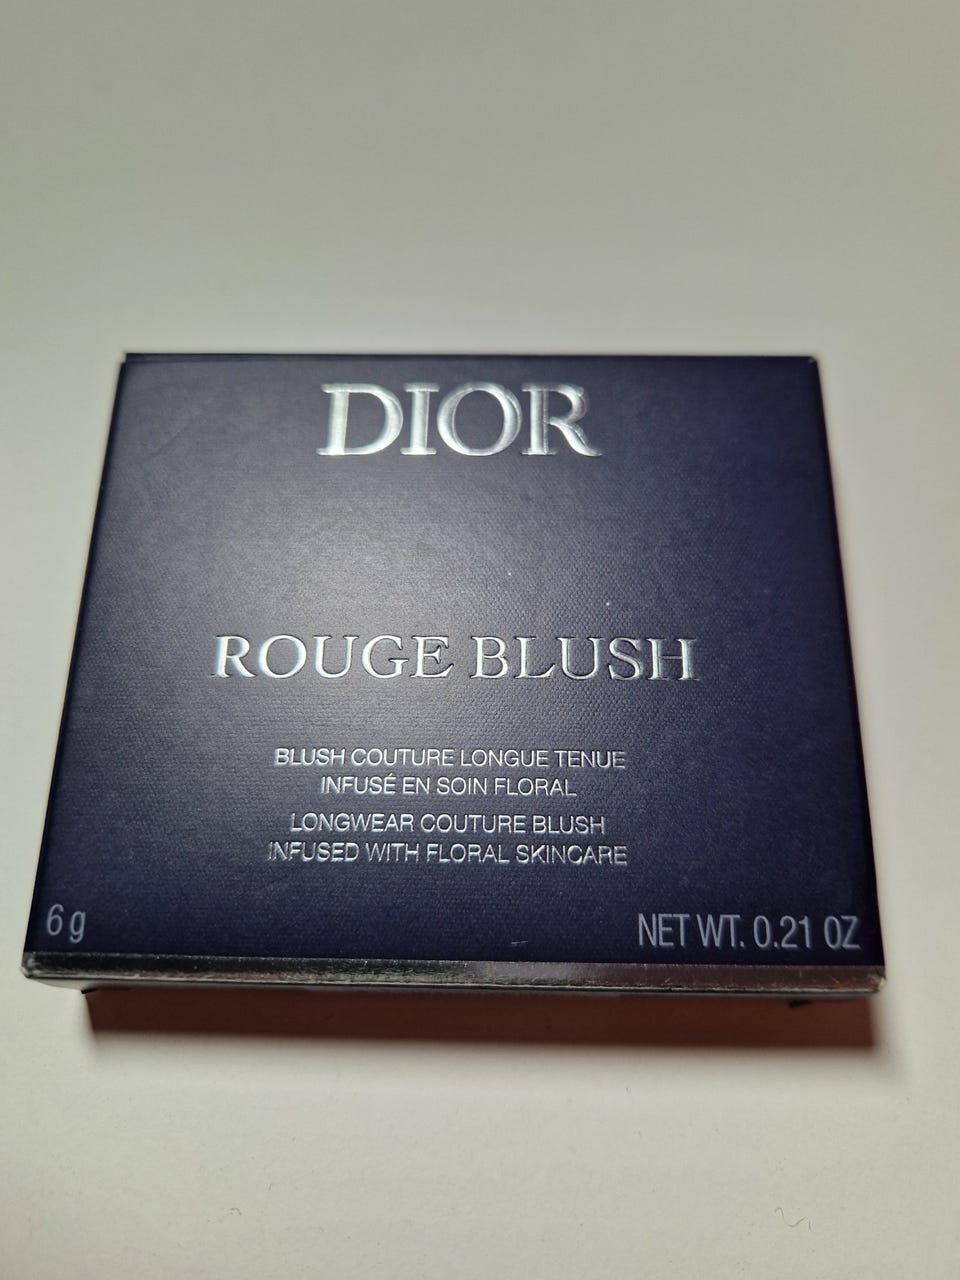 DIOR
ROUGE BLUSH
BLUSH COUTURE LONGUE TENUE
INFUSÉ EN SOIN FLORAL
LONGWEAR COUTURE BLUSH
INFUSED WITH FLORAL SKINCARE
6 g
NET WT. 0.21 OZ